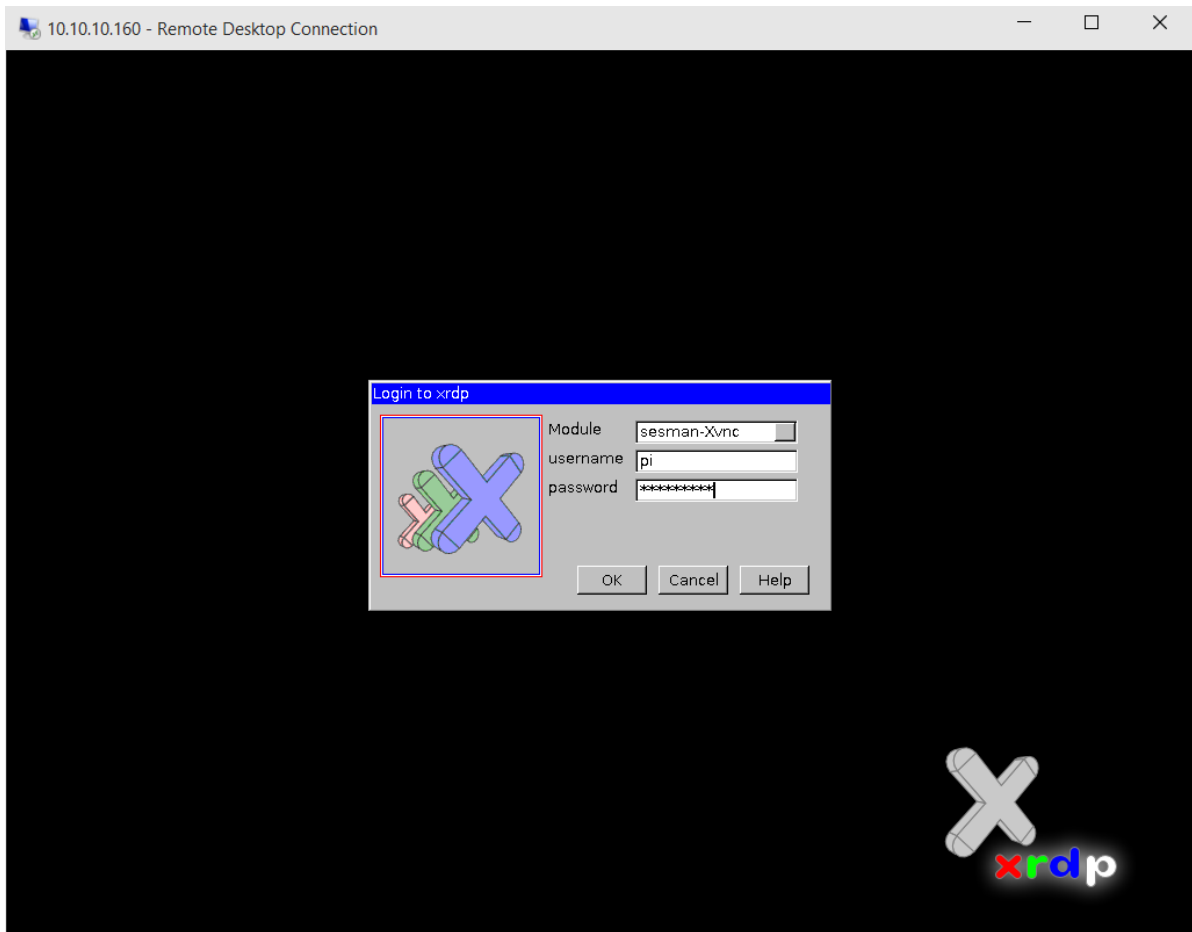 10.10.10.160 - Remote Desktop Connection
Login to xrdp
Module sesman-Xvnc
username pi
password *********
OK Cancel Help
xrdp